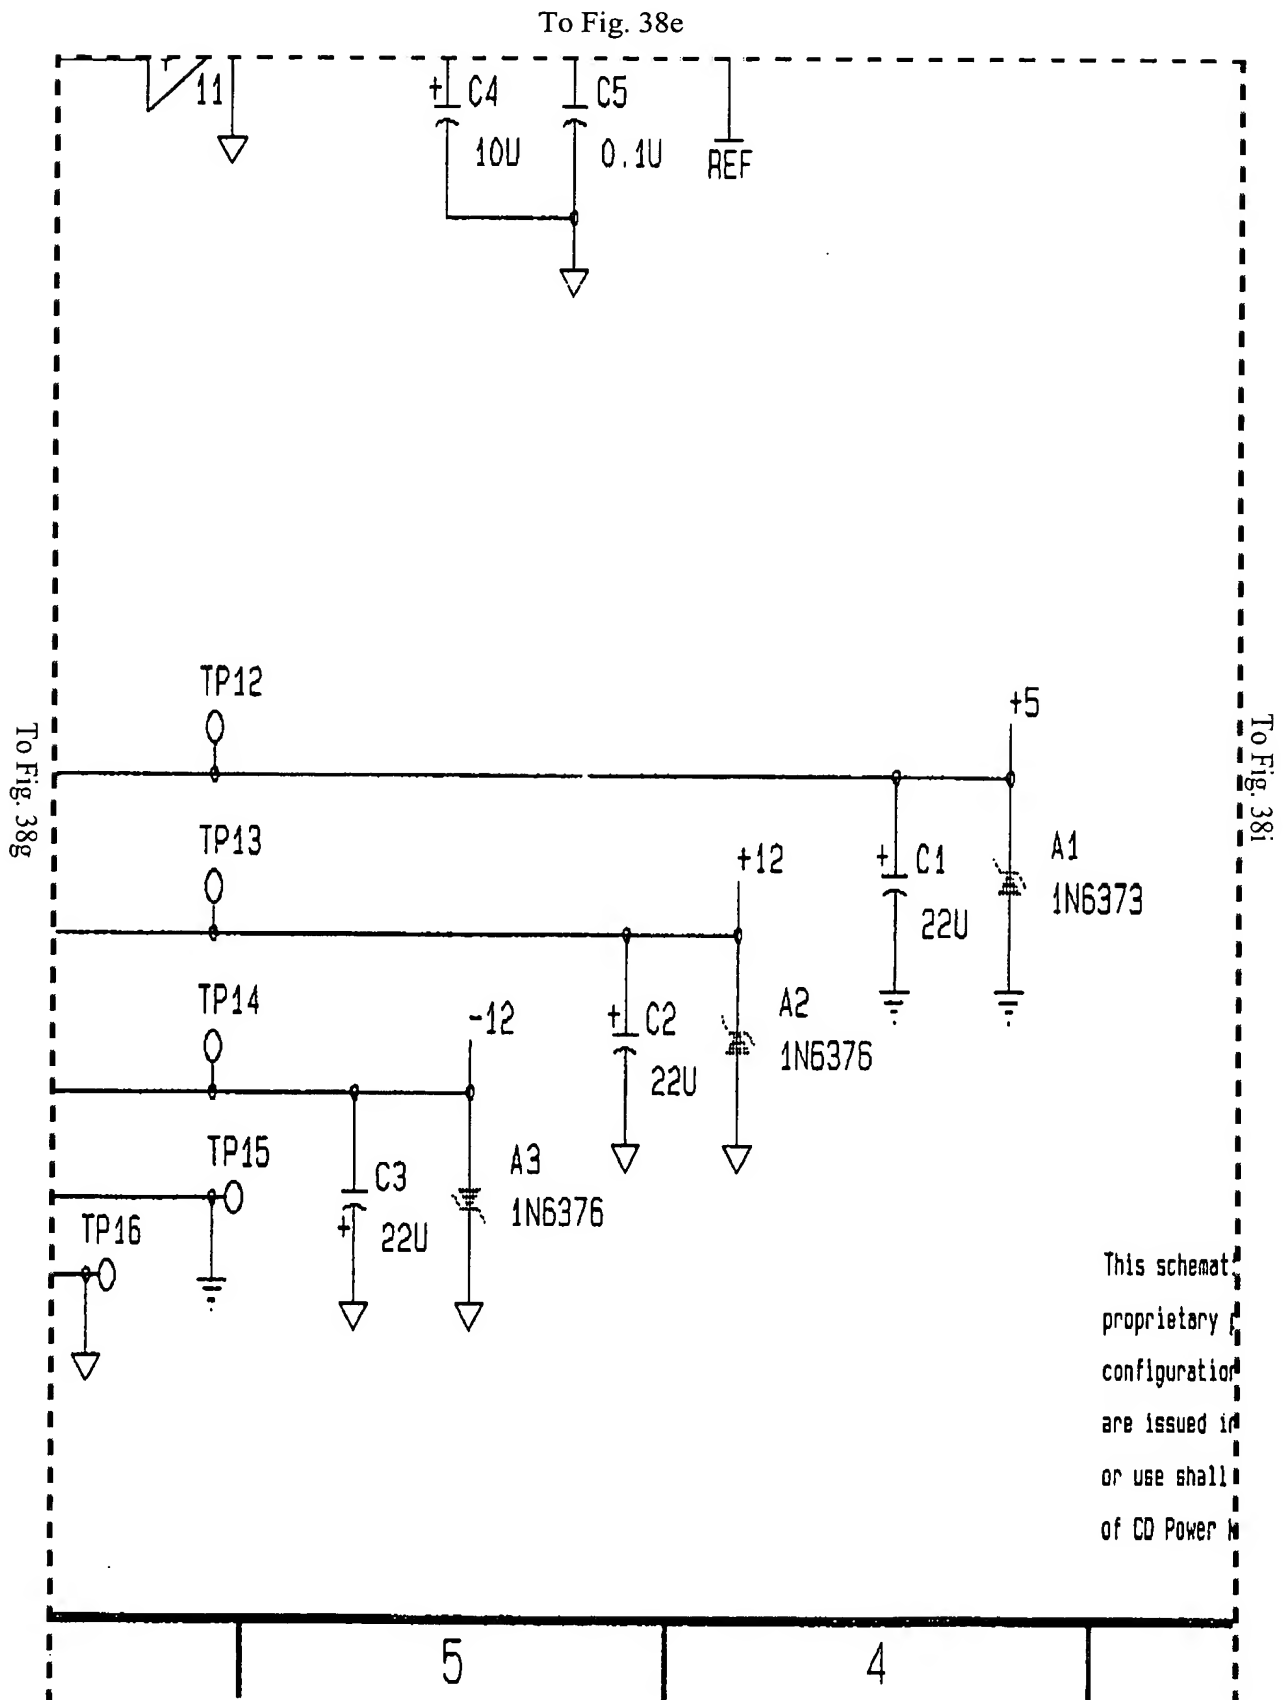 To Fig. 38e
11
+ C4
10U
C5
0.1U
REF
TP12
+5
To Fig. 38g
To Fig. 38i
TP13
+12
+ C1
22U
A1
1N6373
TP14
-12
+ C2
22U
A2
1N6376
TP15
C3
+ 22U
A3
1N6376
TP16
This schemat
proprietary
configuration
are issued in
or use shall
of CD Power
5
4